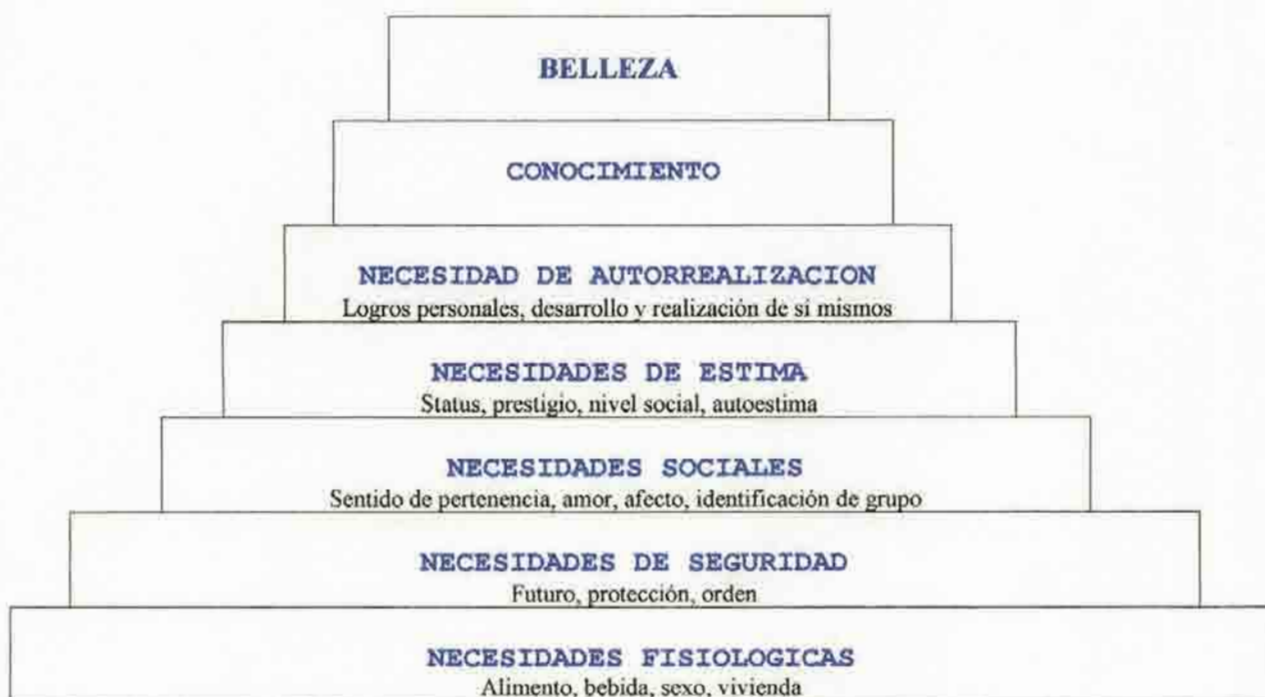 BELLEZA
CONOCIMIENTO
NECESIDAD DE AUTORREALIZACION
Logros personales, desarrollo y realización de sí mismos
NECESIDADES DE ESTIMA
Status, prestigio, nivel social, autoestima
NECESIDADES SOCIALES
Sentido de pertenencia, amor, afecto, identificación de grupo
NECESIDADES DE SEGURIDAD
Futuro, protección, orden
NECESIDADES FISIOLOGICAS
Alimento, bebida, sexo, vivienda